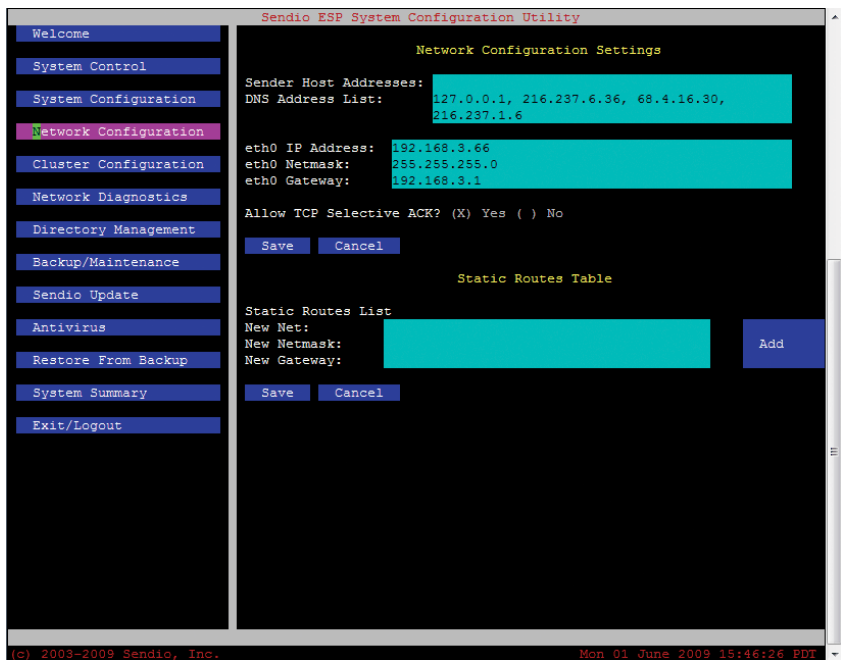 Sendio ESP System Configuration Utility
Welcome
System Control
System Configuration
Network Configuration
Cluster Configuration
Network Diagnostics
Directory Management
Backup/Maintenance
Sendio Update
Antivirus
Restore From Backup
System Summary
Exit/Logout
Network Configuration Settings
Sender Host Addresses:
DNS Address List: 127.0.0.1, 216.237.6.36, 68.4.16.30,
216.237.1.6
eth0 IP Address: 192.168.3.66
eth0 Netmask: 255.255.255.0
eth0 Gateway: 192.168.3.1
Allow TCP Selective ACK? (X) Yes ( ) No
Save Cancel
Static Routes Table
Static Routes List
New Net:
New Netmask: Add
New Gateway:
Save Cancel
(c) 2003-2009 Sendio, Inc. Mon 01 June 2009 15:46:26 PDT